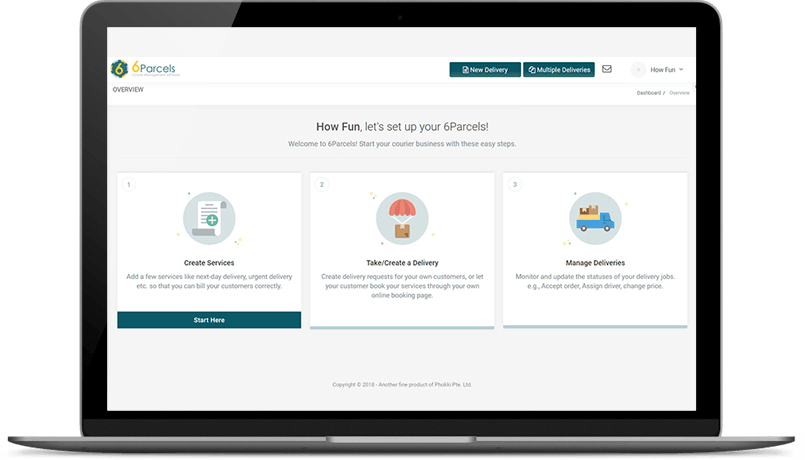 6 6Parcels
New Delivery
Multiple Deliveries
How Fun
OVERVIEW
Dashboard / Overview
How Fun, let's set up your 6Parcels!
Welcome to 6Parcels! Start your courier business with these easy steps.
1
Create Services
Add a few services like next-day delivery, urgent delivery
etc. so that you can bill your customers correctly.
Start Here
2
Take/Create a Delivery
Create delivery requests for your own customers, or let
your customer book your services through your own
online booking page.
3
Manage Deliveries
Monitor and update the statuses of your delivery jobs.
e.g., Accept order, Assign driver, change price.
Copyright © 2018 - Another fine product of Phokki Pte. Ltd.